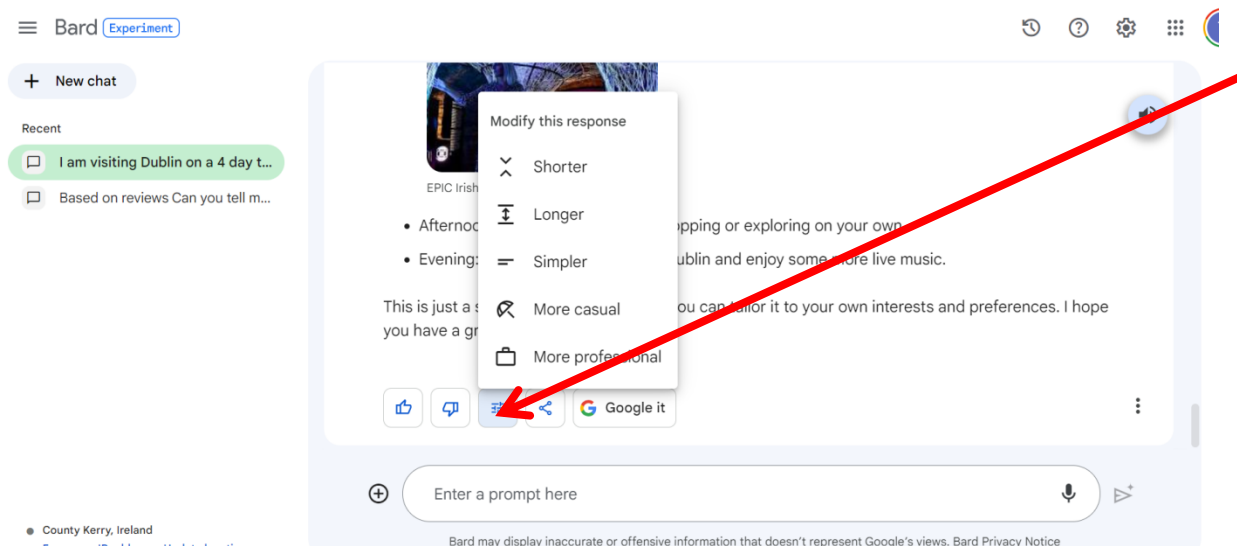 Bard Experiment
New chat
Recent
I am visiting Dublin on a 4 day t...
Based on reviews Can you tell m...
EPIC Irish
Modify this response
Shorter
Longer
Simpler
More casual
More professional
opping or exploring on your own
Evening: ublin and enjoy some more live music.
This is just a s ou can tailor it to your own interests and preferences. I hope
you have a gr
Google it
Enter a prompt here
County Kerry, Ireland
Bard may display inaccurate or offensive information that doesn't represent Google's views. Bard Privacy Notice